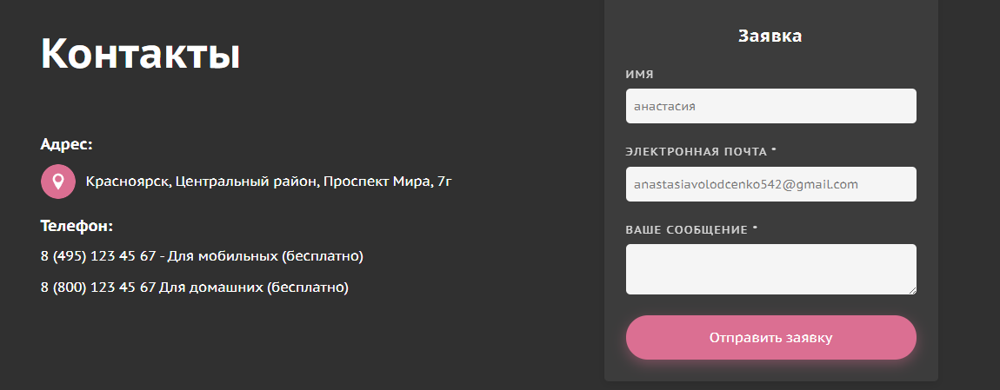 Контакты
Адрес:
Красноярск, Центральный район, Проспект Мира, 7г
Телефон:
8 (495) 123 45 67 - Для мобильных (бесплатно)
8 (800) 123 45 67 Для домашних (бесплатно)
Заявка
ИМЯ
анастасия
ЭЛЕКТРОННАЯ ПОЧТА *
anastasiavolodcenko542@gmail.com
ВАШЕ СООБЩЕНИЕ *
Отправить заявку